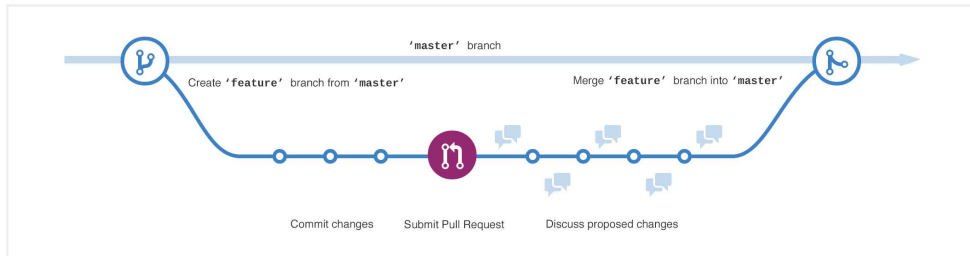 ‘master’ branch
Create ‘feature’ branch from ‘master’
Merge ‘feature’ branch into ‘master’
Commit changes
Submit Pull Request
Discuss proposed changes